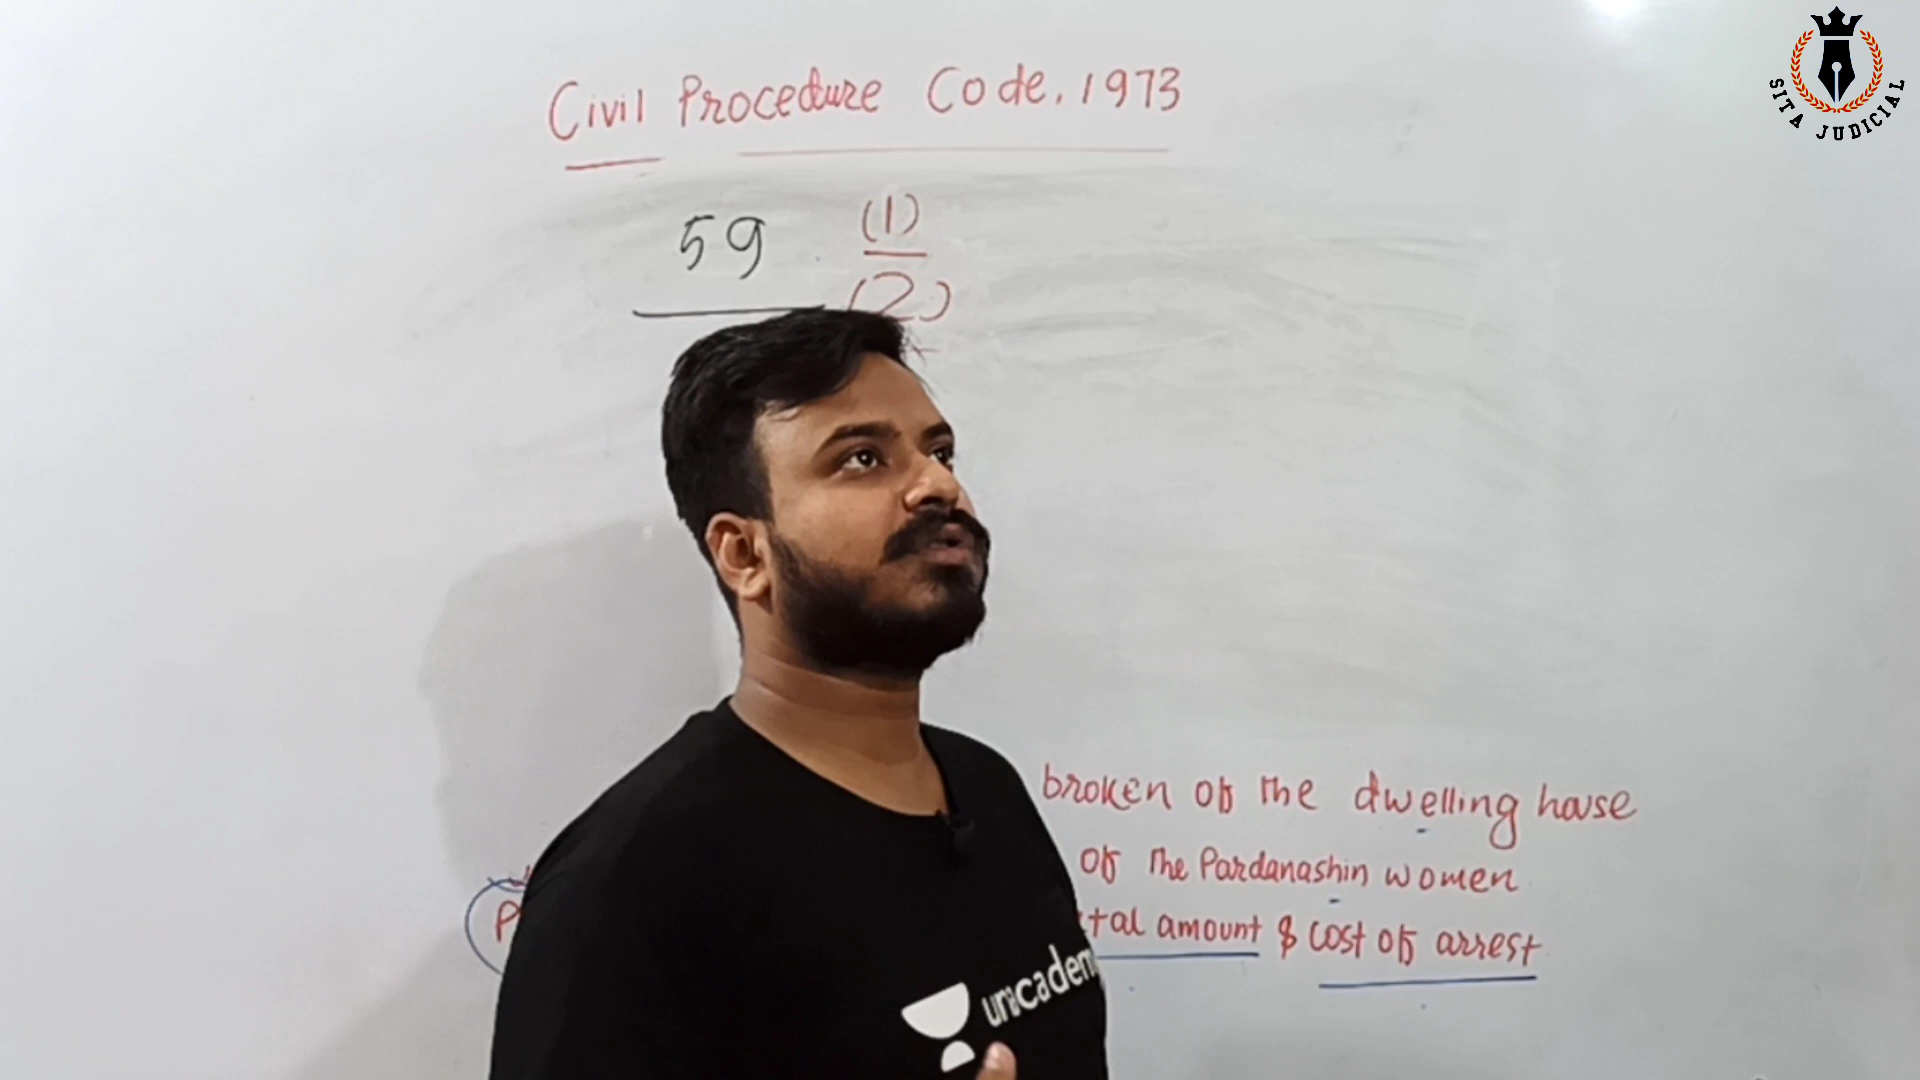 SITA JUDICIAL
Civil Procedure Code, 1973
59 (1)
(2)
broken of the dwelling house
of the Pardanashin women
P tal amount & cost of arrest
unacadem